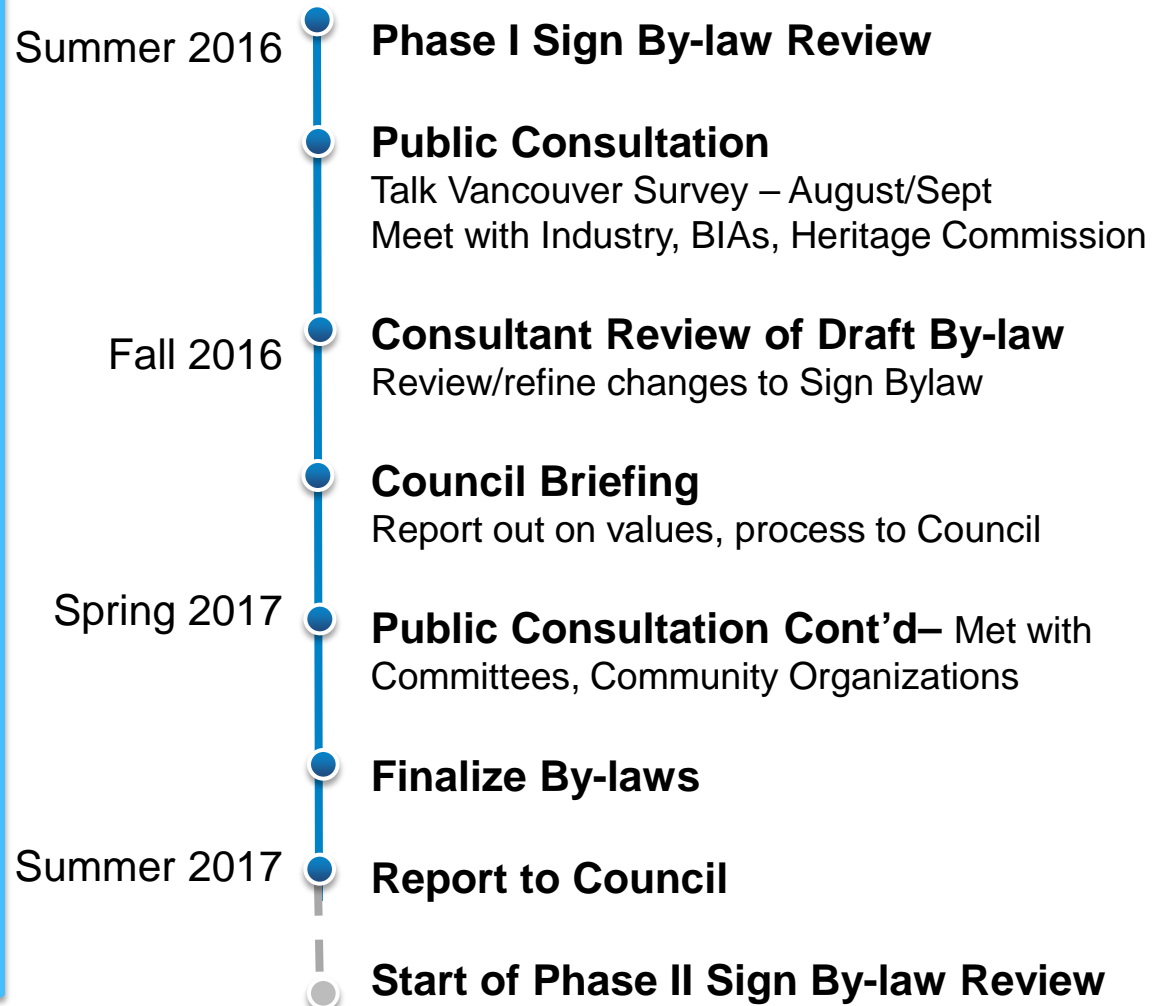 Summer 2016
Phase I Sign By-law Review
Public Consultation
Talk Vancouver Survey – August/Sept
Meet with Industry, BIAs, Heritage Commission
Fall 2016
Consultant Review of Draft By-law
Review/refine changes to Sign Bylaw
Council Briefing
Report out on values, process to Council
Spring 2017
Public Consultation Cont’d– Met with
Committees, Community Organizations
Finalize By-laws
Summer 2017
Report to Council
Start of Phase II Sign By-law Review